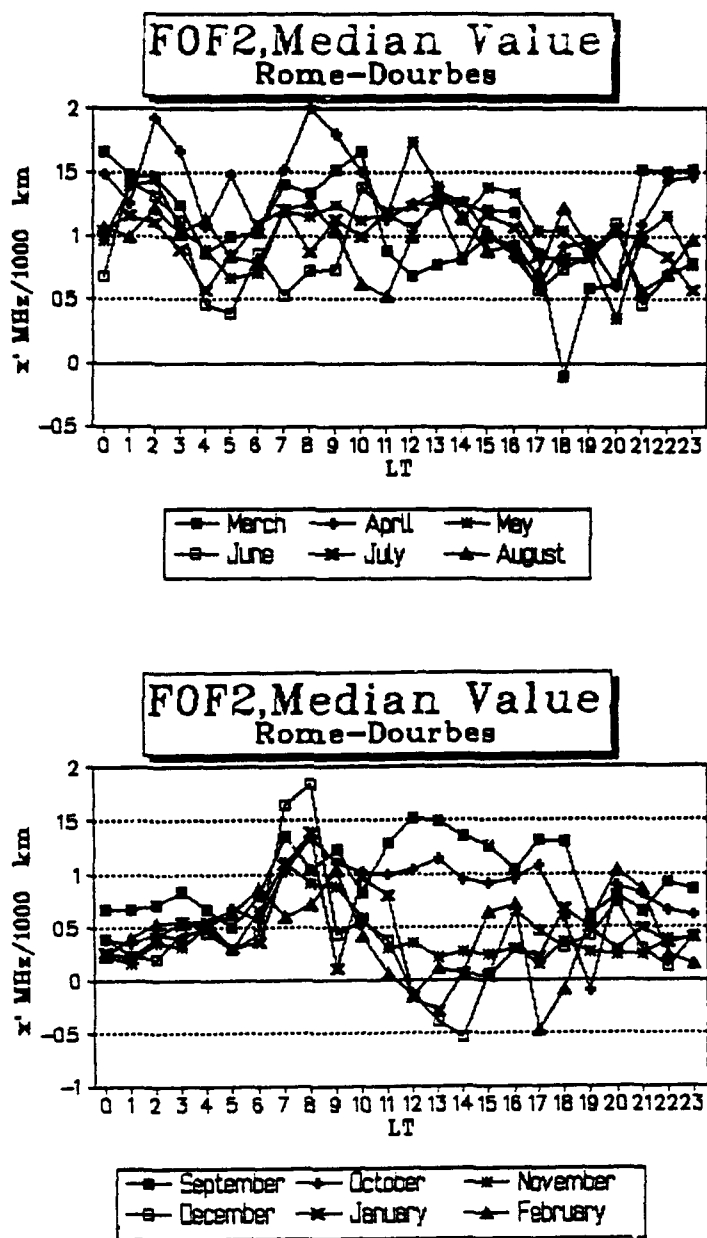 FOF2,Median Value
Rome-Dourbes
x' MHz/1000 km
2
1.5
1
0.5
0
-0.5
0 1 2 3 4 5 6 7 8 9 10 11 12 13 14 15 16 17 18 19 20 21 22 23
LT
March April May
June July August
FOF2,Median Value
Rome-Dourbes
x' MHz/1000 km
2
1.5
1
0.5
0
-0.5
-1
0 1 2 3 4 5 6 7 8 9 10 11 12 13 14 15 16 17 18 19 20 21 22 23
LT
September October November
December January February